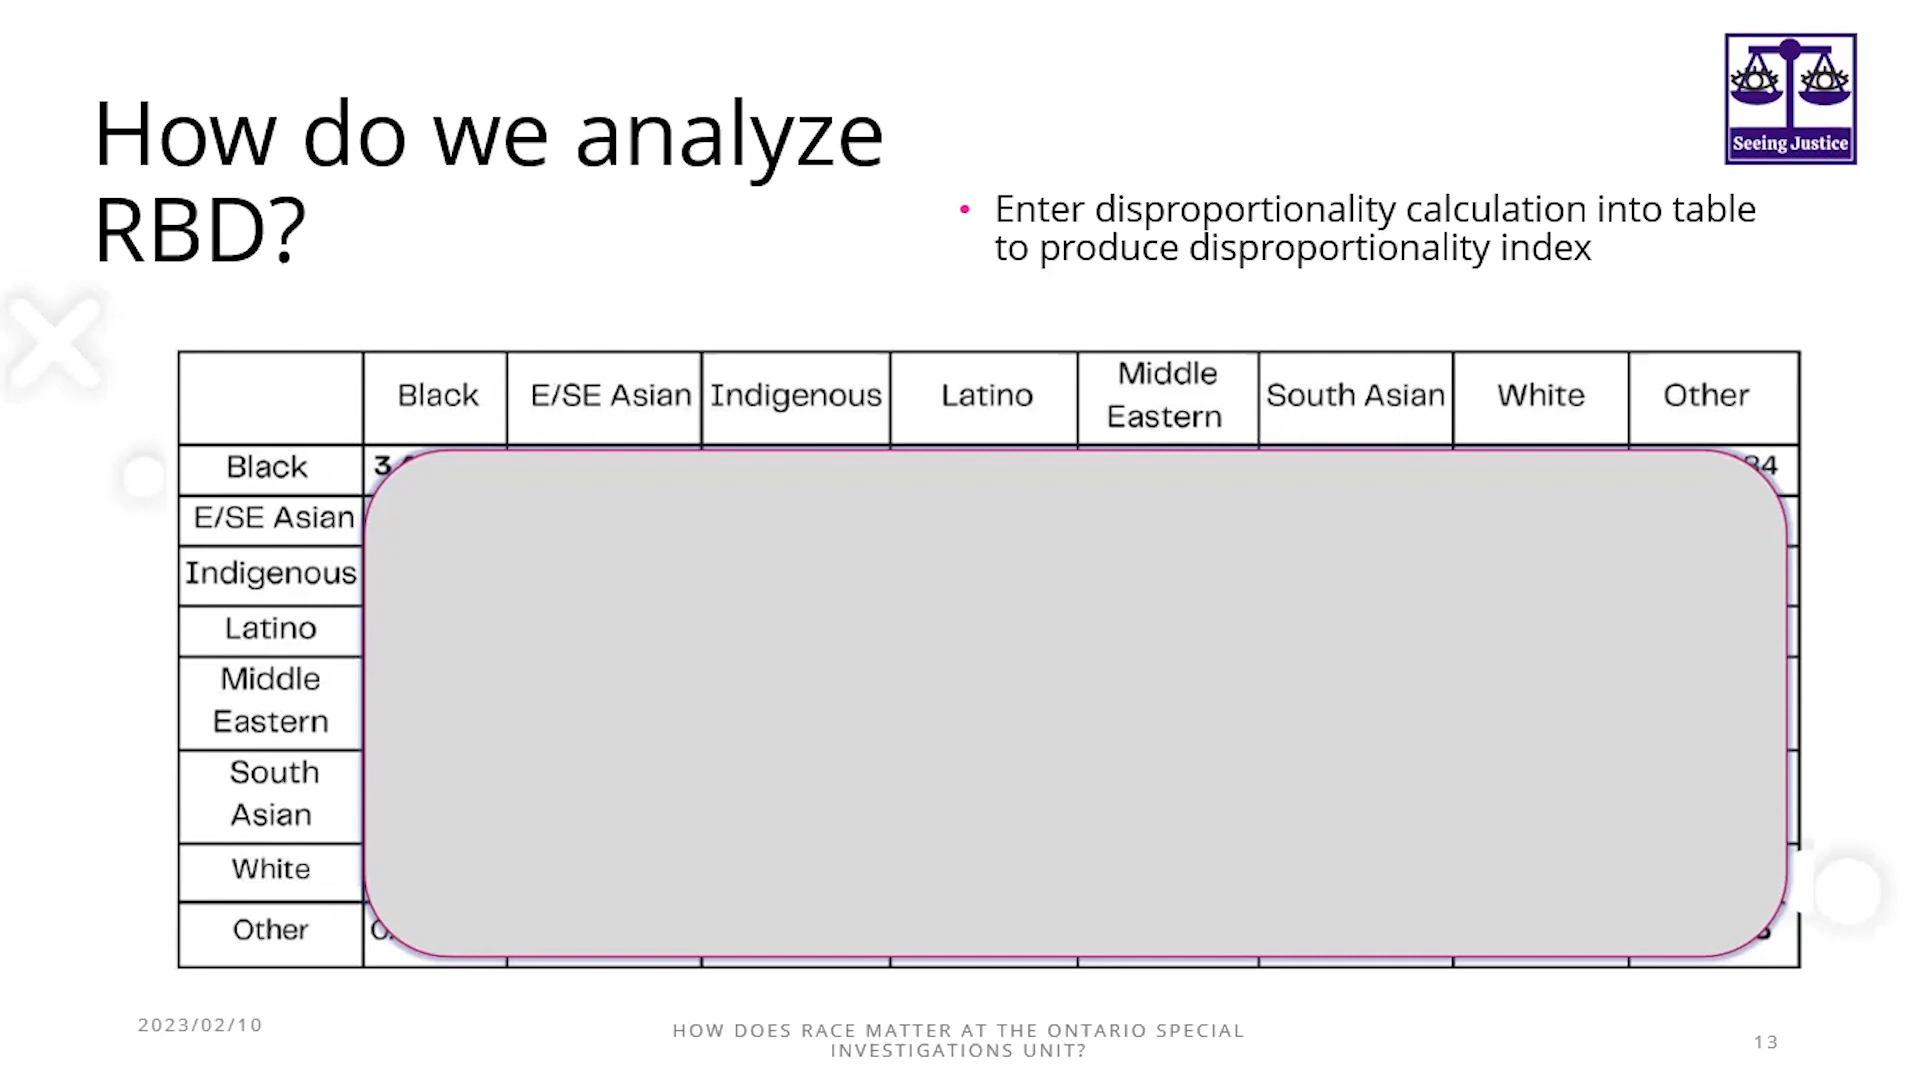 Seeing Justice
How do we analyze
RBD?
• Enter disproportionality calculation into table
to produce disproportionality index
Black E/SE Asian Indigenous Latino Middle Eastern South Asian White Other
Black
E/SE Asian
Indigenous
Latino
Middle
Eastern
South
Asian
White
Other
2023/02/10
HOW DOES RACE MATTER AT THE ONTARIO SPECIAL
INVESTIGATIONS UNIT?
13